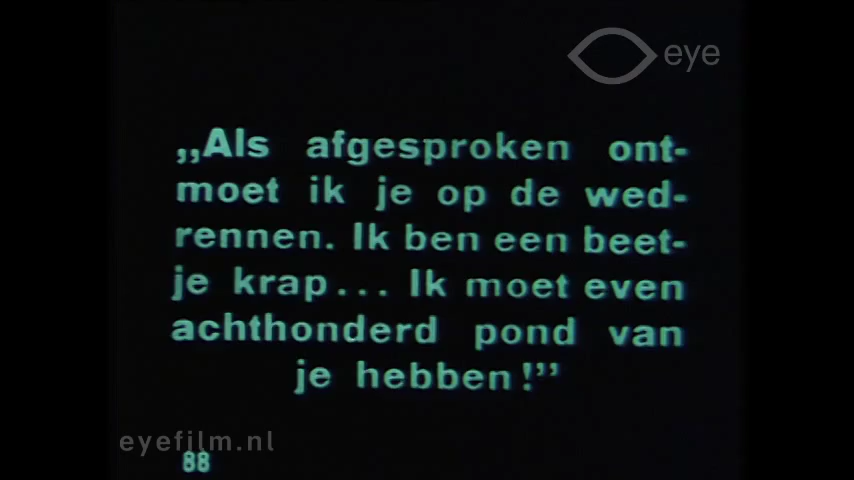 eye
„Als afgesproken ont-
moet ik je op de wed-
rennen. Ik ben een beet-
je krap... Ik moet even
achthonderd pond van
je hebben!”
eyefilm.nl
88